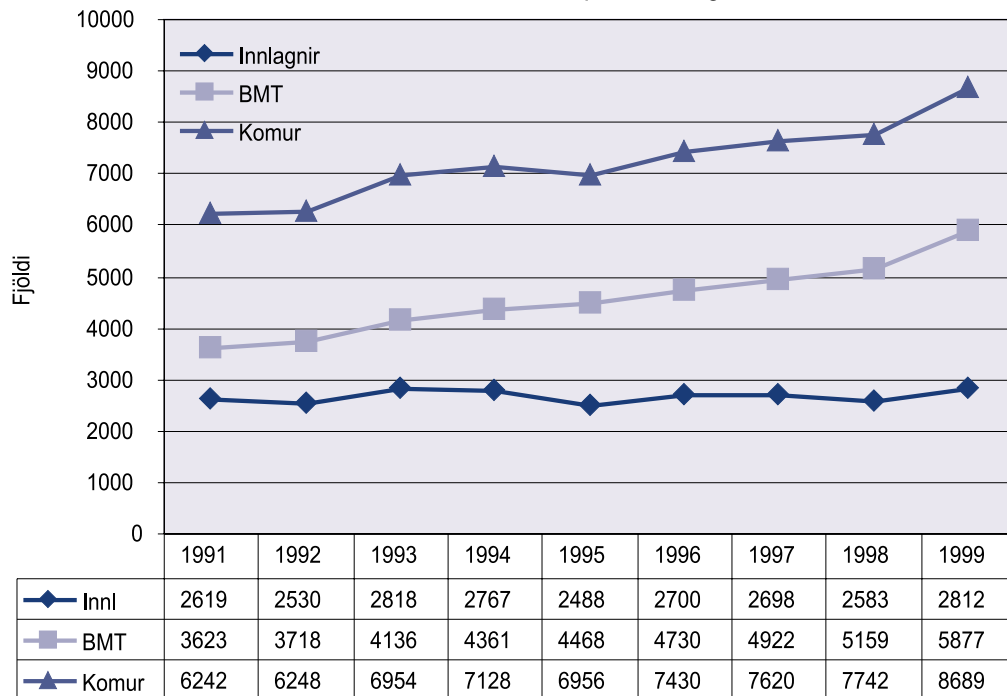 10000
9000
8000
7000
6000
5000
4000
3000
2000
1000
0
Fjöldi
Innlagnir
BMT
Komur
1991 1992 1993 1994 1995 1996 1997 1998 1999
Innl 2619 2530 2818 2767 2488 2700 2698 2583 2812
BMT 3623 3718 4136 4361 4468 4730 4922 5159 5877
Komur 6242 6248 6954 7128 6956 7430 7620 7742 8689